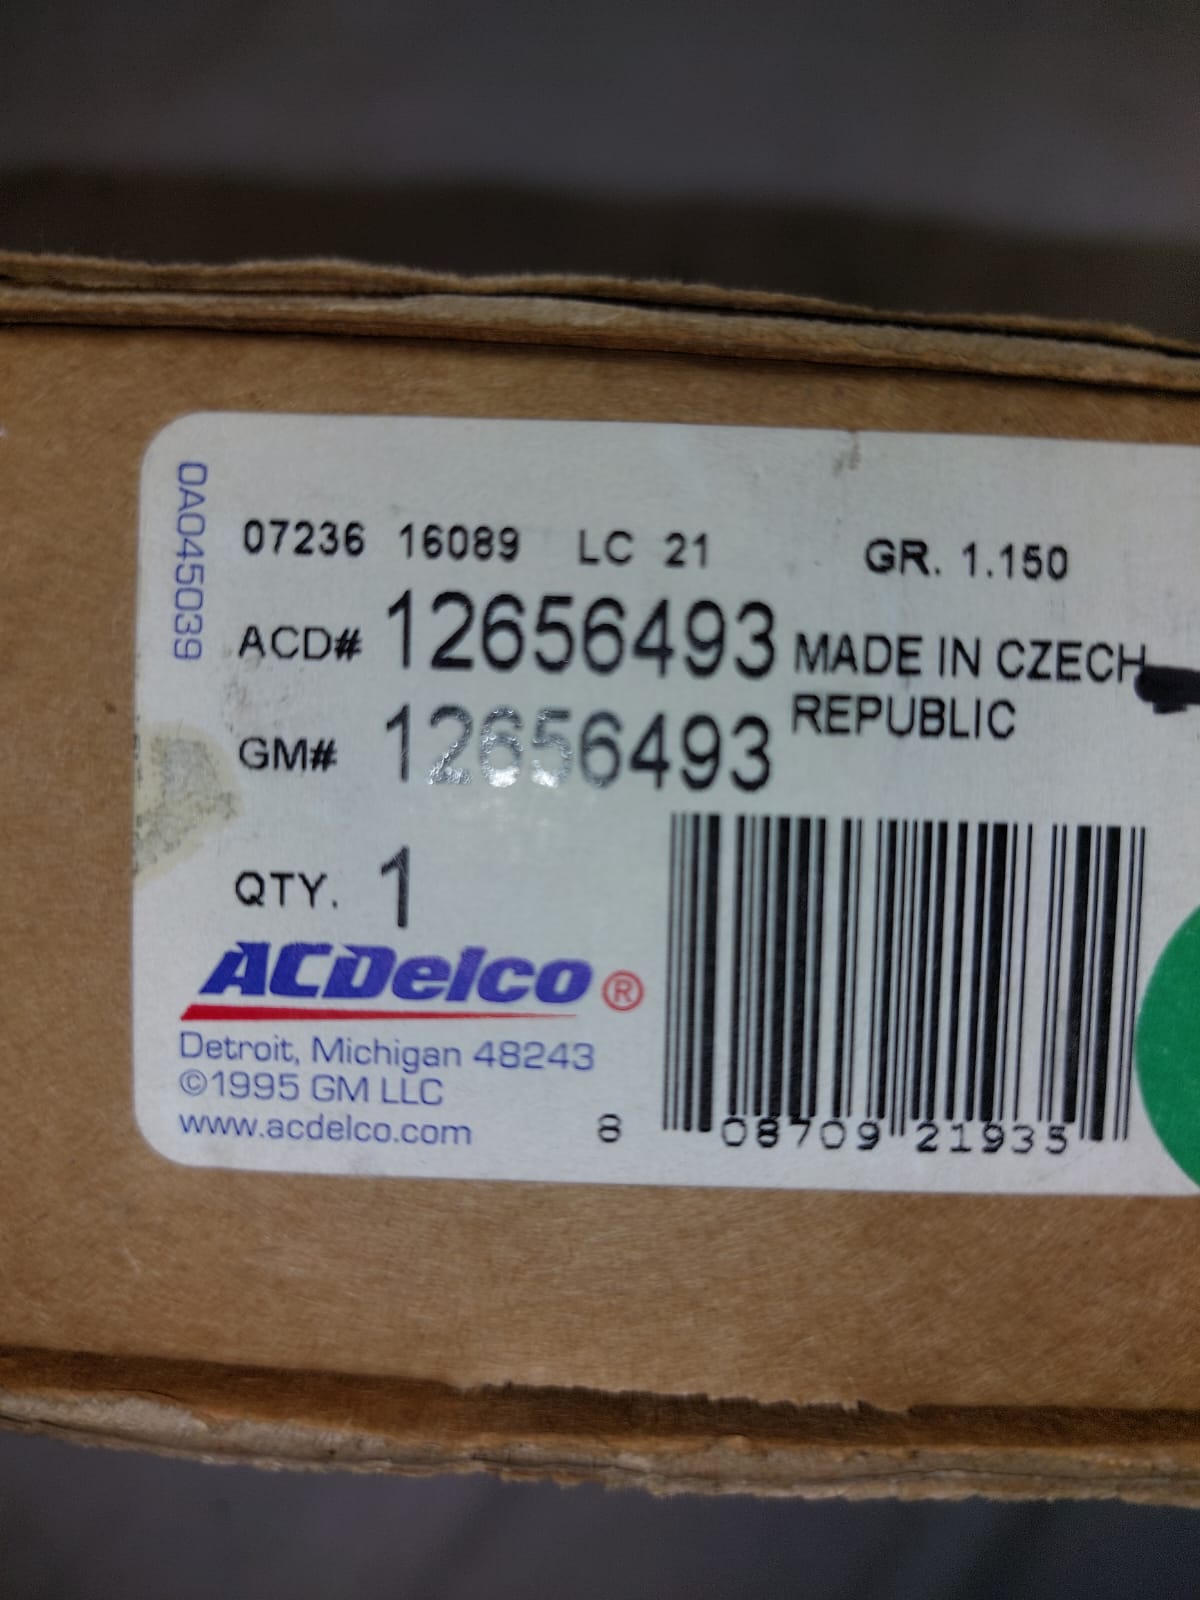 0A045039
07236 16089 LC 21 GR. 1.150
ACD# 12656493 MADE IN CZECH
REPUBLIC
GM# 12656493
QTY. 1
ACDelco®
Detroit, Michigan 48243
©1995 GM LLC
www.acdelco.com
8 08709 21935